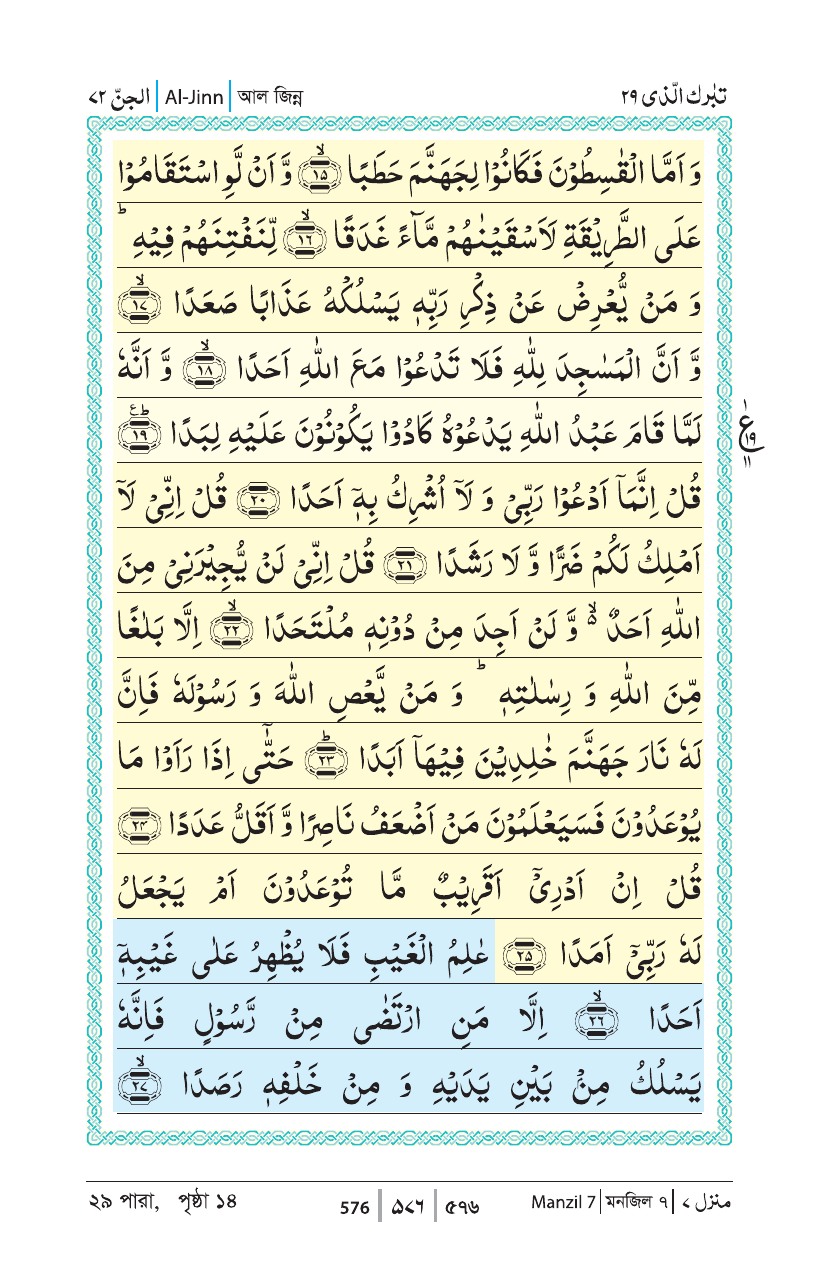 الجنّ ٧٢ | Al-Jinn | আল জিন্ন تبٰرك الّذى ٢٩
وَ اَمَّا الْقٰسِطُوْنَ فَكَانُوْا لِجَهَنَّمَ حَطَبًا ۙ﴿١٥﴾ وَّ اَنْ لَّوِ اسْتَقَامُوْا
عَلَى الطَّرِيْقَةِ لَاَسْقَيْنٰهُمْ مَّآءً غَدَقًا ۙ﴿١٦﴾ لِّنَفْتِنَهُمْ فِيْهِ ؕ
وَ مَنْ يُّعْرِضْ عَنْ ذِكْرِ رَبِّهٖ يَسْلُكْهُ عَذَابًا صَعَدًا ۙ﴿١٧﴾
وَّ اَنَّ الْمَسٰجِدَ لِلّٰهِ فَلَا تَدْعُوْا مَعَ اللّٰهِ اَحَدًا ۙ﴿١٨﴾ وَّ اَنَّهٗ
لَمَّا قَامَ عَبْدُ اللّٰهِ يَدْعُوْهُ كَادُوْا يَكُوْنُوْنَ عَلَيْهِ لِبَدًا ؕ۠﴿١٩﴾
ع ١٩ ١١
قُلْ اِنَّمَاۤ اَدْعُوْا رَبِّيْ وَ لَاۤ اُشْرِكُ بِهٖۤ اَحَدًا ﴿٢٠﴾ قُلْ اِنِّيْ لَاۤ
اَمْلِكُ لَكُمْ ضَرًّا وَّ لَا رَشَدًا ﴿٢١﴾ قُلْ اِنِّيْ لَنْ يُّجِيْرَنِيْ مِنَ
اللّٰهِ اَحَدٌ ۬ۙ وَّ لَنْ اَجِدَ مِنْ دُوْنِهٖ مُلْتَحَدًا ۙ﴿٢٢﴾ اِلَّا بَلٰغًا
مِّنَ اللّٰهِ وَ رِسٰلٰتِهٖ ؕ وَ مَنْ يَّعْصِ اللّٰهَ وَ رَسُوْلَهٗ فَاِنَّ
لَهٗ نَارَ جَهَنَّمَ خٰلِدِيْنَ فِيْهَاۤ اَبَدًا ؕ﴿٢٣﴾ حَتّٰۤى اِذَا رَاَوْا مَا
يُوْعَدُوْنَ فَسَيَعْلَمُوْنَ مَنْ اَضْعَفُ نَاصِرًا وَّ اَقَلُّ عَدَدًا ﴿٢٤﴾
قُلْ اِنْ اَدْرِيْۤ اَقَرِيْبٌ مَّا تُوْعَدُوْنَ اَمْ يَجْعَلُ
لَهٗ رَبِّيْۤ اَمَدًا ﴿٢٥﴾ عٰلِمُ الْغَيْبِ فَلَا يُظْهِرُ عَلٰى غَيْبِهٖۤ
اَحَدًا ۙ﴿٢٦﴾ اِلَّا مَنِ ارْتَضٰى مِنْ رَّسُوْلٍ فَاِنَّهٗ
يَسْلُكُ مِنْۢ بَيْنِ يَدَيْهِ وَ مِنْ خَلْفِهٖ رَصَدًا ۙ﴿٢٧﴾
২৯ পারা, পৃষ্ঠা ১৪ 576 | ۵۷۶ | ৫৭৬ Manzil 7 | মনজিল ৭ | منزل ٧